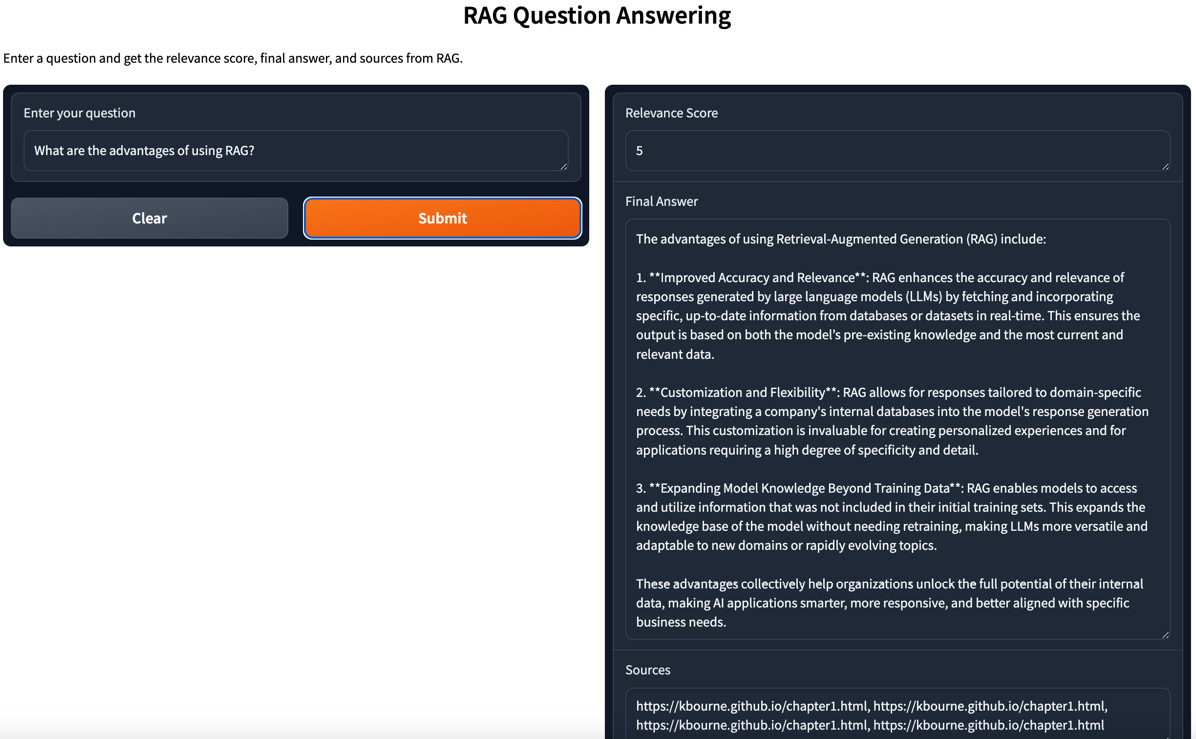 RAG Question Answering
Enter a question and get the relevance score, final answer, and sources from RAG.
Enter your question
What are the advantages of using RAG?
Clear
Submit
Relevance Score
5
Final Answer
The advantages of using Retrieval-Augmented Generation (RAG) include:
1. **Improved Accuracy and Relevance**: RAG enhances the accuracy and relevance of
responses generated by large language models (LLMs) by fetching and incorporating
specific, up-to-date information from databases or datasets in real-time. This ensures the
output is based on both the model’s pre-existing knowledge and the most current and
relevant data.
2. **Customization and Flexibility**: RAG allows for responses tailored to domain-specific
needs by integrating a company's internal databases into the model's response generation
process. This customization is invaluable for creating personalized experiences and for
applications requiring a high degree of specificity and detail.
3. **Expanding Model Knowledge Beyond Training Data**: RAG enables models to access
and utilize information that was not included in their initial training sets. This expands the
knowledge base of the model without needing retraining, making LLMs more versatile and
adaptable to new domains or rapidly evolving topics.
These advantages collectively help organizations unlock the full potential of their internal
data, making AI applications smarter, more responsive, and better aligned with specific
business needs.
Sources
https://kbourne.github.io/chapter1.html, https://kbourne.github.io/chapter1.html,
https://kbourne.github.io/chapter1.html, https://kbourne.github.io/chapter1.html